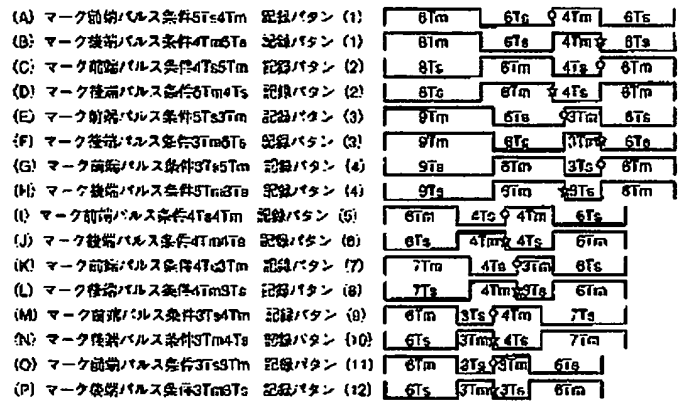 (A) マーク前端パルス条件5Ts4Tm 記録パタン (1) 8Tm 6Ts 4Tm 6Ts
(B) マーク後端パルス条件4Tm5Ts 記録パタン (1) 8Tm 6Ts 4Tm 6Ts
(C) マーク前端パルス条件4Ts5Tm 記録パタン (2) 8Ts 6Tm 4Ts 6Tm
(D) マーク後端パルス条件5Tm4Ts 記録パタン (2) 8Ts 6Tm 4Ts 6Tm
(E) マーク前端パルス条件5Ts3Tm 記録パタン (3) 9Tm 6Ts 3Tm 6Ts
(F) マーク後端パルス条件3Tm5Ts 記録パタン (3) 9Tm 6Ts 3Tm 6Ts
(G) マーク前端パルス条件3Ts5Tm 記録パタン (4) 9Ts 6Tm 3Ts 6Tm
(H) マーク後端パルス条件5Tm3Ts 記録パタン (4) 9Ts 3Ts 6Tm
(I) マーク前端パルス条件4Ts4Tm 記録パタン (5) 6Tm 4Ts 4Tm 6Ts
(J) マーク後端パルス条件4Tm4Ts 記録パタン (6) 6Ts 4Tm 4Ts 6Tm
(K) マーク前端パルス条件4Ts3Tm 記録パタン (7) 7Tm 4Ts 3Tm 6Ts
(L) マーク後端パルス条件4Tm3Ts 記録パタン (8) 7Ts 4Tm 3Ts 6Tm
(M) マーク前端パルス条件3Ts4Tm 記録パタン (9) 6Tm 3Ts 4Tm 7Ts
(N) マーク後端パルス条件3Tm4Ts 記録パタン (10) 6Ts 3Tm 4Ts 7Tm
(O) マーク前端パルス条件3Ts3Tm 記録パタン (11) 6Tm 3Ts 3Tm 6Ts
(P) マーク後端パルス条件3Tm3Ts 記録パタン (12) 6Ts 3Tm 3Ts 6Tm